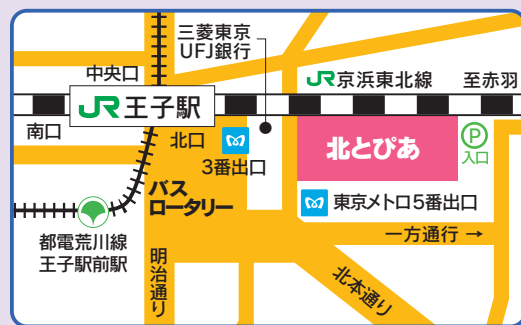 三菱東京
UFJ銀行
中央口
JR京浜東北線
至赤羽
JR王子駅
南口
北口
3番出口
北とぴあ
P
入口
バス
ロータリー
東京メトロ5番出口
一方通行 →
都電荒川線
王子駅前駅
明治通り
北本通り